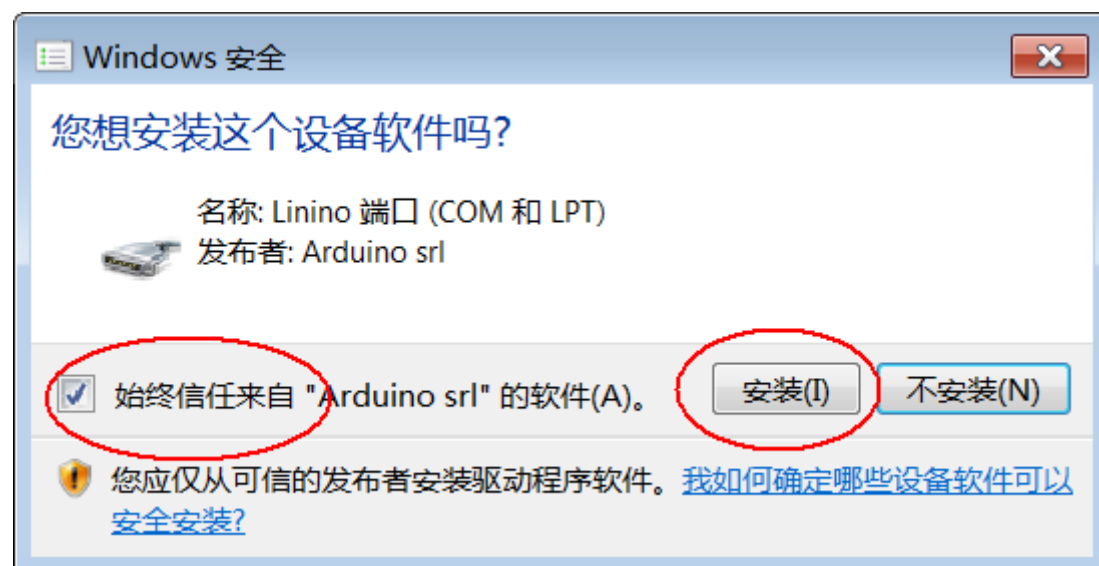 Windows 安全
您想安装这个设备软件吗?
名称: Linino 端口 (COM 和 LPT)
发布者: Arduino srl
始终信任来自 "Arduino srl" 的软件(A)。 安装(I) 不安装(N)
您应仅从可信的发布者安装驱动程序软件。我如何确定哪些设备软件可以
安全安装?